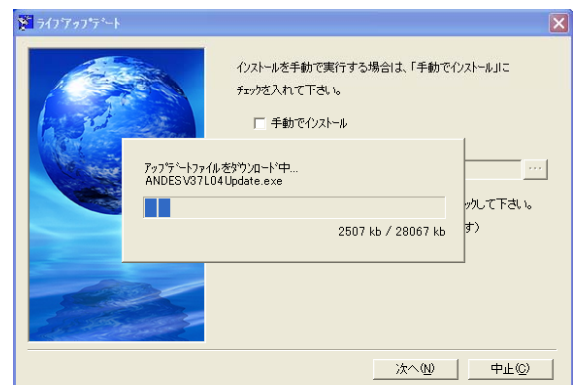 ライブアップデート
インストールを手動で実行する場合は、「手動でインストール」に
チェックを入れて下さい。
手動でインストール
アップデートファイルをダウンロード中...
ANDESV37L04Update.exe
2507 kb / 28067 kb
...
ックして下さい。
す)
次へ(N)
中止(C)